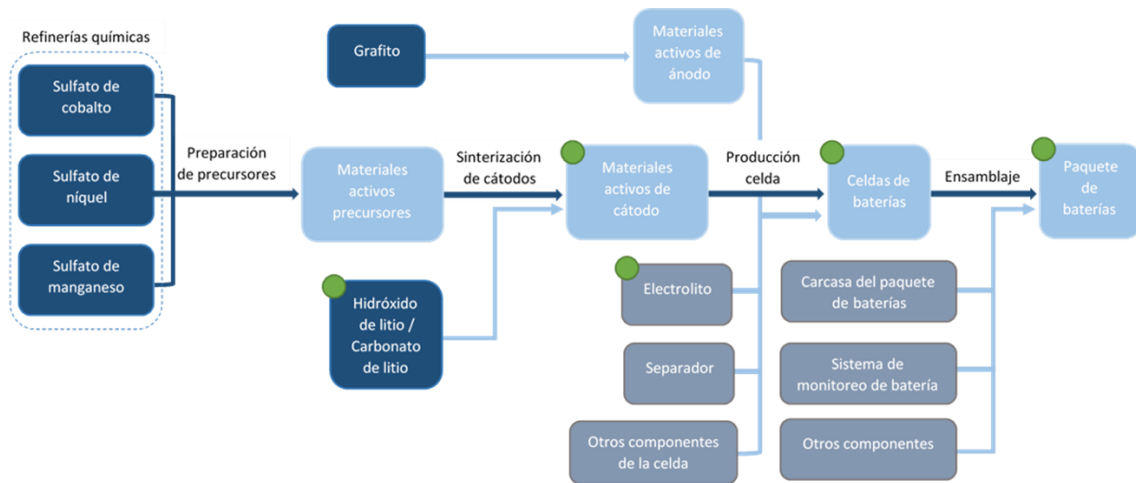 Refinerías químicas
Sulfato de
cobalto
Sulfato de
níquel
Sulfato de
manganeso
Preparación
de precursores
Grafito
Materiales
activos de
ánodo
Materiales
activos
precursores
Sinterización
de cátodos
Hidróxido
de litio /
Carbonato
de litio
Materiales
activos de
cátodo
Producción
celda
Celdas de
baterías
Ensamblaje
Paquete
de
baterías
Electrolito
Separador
Otros componentes
de la celda
Carcasa del paquete
de baterías
Sistema de
monitoreo de batería
Otros componentes